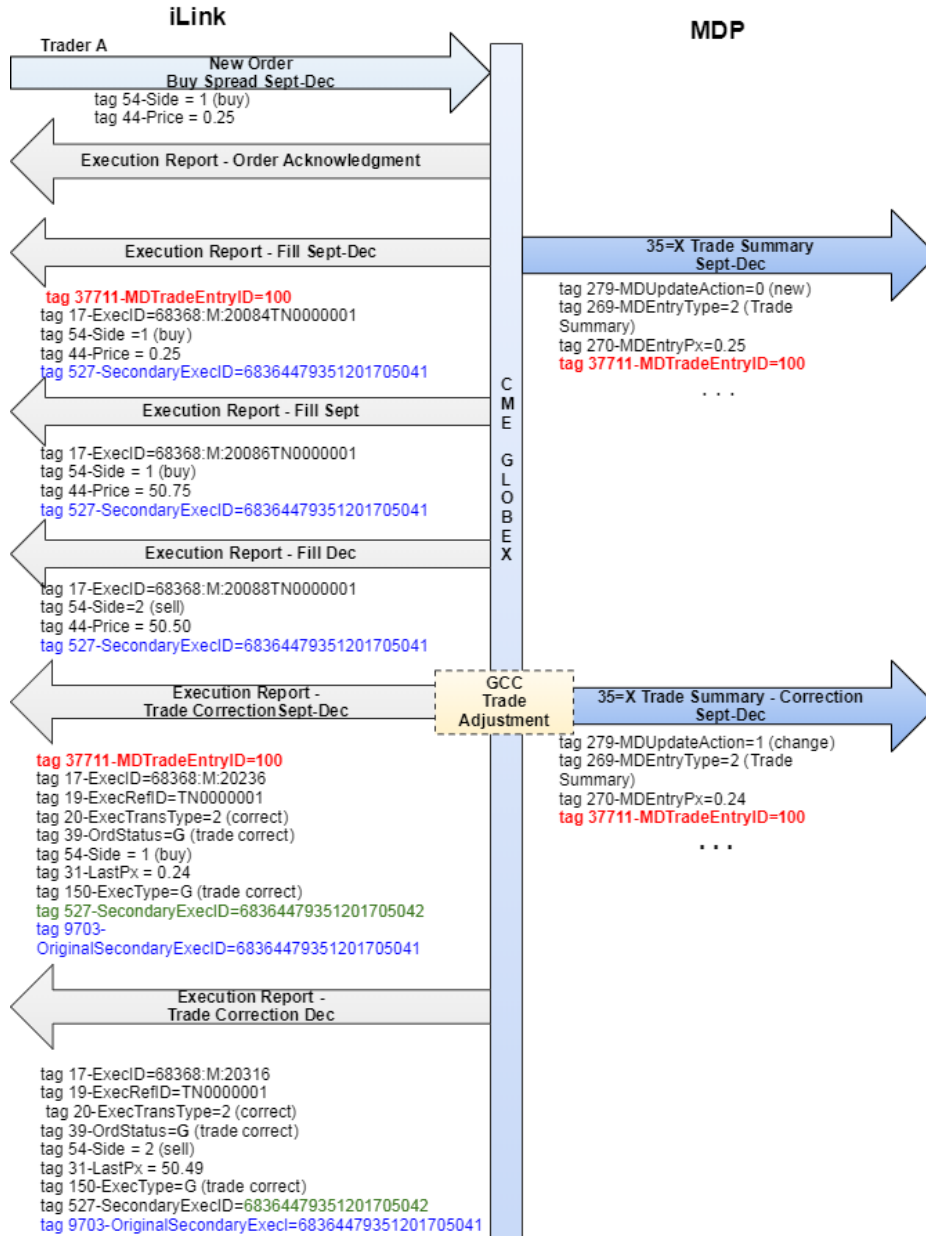 iLink
MDP
Trader A
New Order
Buy Spread Sept-Dec
tag 54-Side = 1 (buy)
tag 44-Price = 0.25
Execution Report - Order Acknowledgment
Execution Report - Fill Sept-Dec
35=X Trade Summary
Sept-Dec
tag 37711-MDTradeEntryID=100
tag 17-ExecID=68368:M:20084TN0000001
tag 54-Side =1 (buy)
tag 44-Price = 0.25
tag 527-SecondaryExecID=68364479351201705041
tag 279-MDUpdateAction=0 (new)
tag 269-MDEntryType=2 (Trade
Summary)
tag 270-MDEntryPx=0.25
tag 37711-MDTradeEntryID=100
. . .
Execution Report - Fill Sept
tag 17-ExecID=68368:M:20086TN0000001
tag 54-Side = 1 (buy)
tag 44-Price = 50.75
tag 527-SecondaryExecID=68364479351201705041
CME GLOBEX
Execution Report - Fill Dec
tag 17-ExecID=68368:M:20088TN0000001
tag 54-Side=2 (sell)
tag 44-Price = 50.50
tag 527-SecondaryExecID=68364479351201705041
Execution Report -
Trade CorrectionSept-Dec
GCC
Trade
Adjustment
35=X Trade Summary - Correction
Sept-Dec
tag 37711-MDTradeEntryID=100
tag 17-ExecID=68368:M:20236
tag 19-ExecRefID=TN0000001
tag 20-ExecTransType=2 (correct)
tag 39-OrdStatus=G (trade correct)
tag 54-Side = 1 (buy)
tag 31-LastPx = 0.24
tag 150-ExecType=G (trade correct)
tag 527-SecondaryExecID=68364479351201705042
tag 9703-
OriginalSecondaryExecID=68364479351201705041
tag 279-MDUpdateAction=1 (change)
tag 269-MDEntryType=2 (Trade
Summary)
tag 270-MDEntryPx=0.24
tag 37711-MDTradeEntryID=100
. . .
Execution Report -
Trade Correction Dec
tag 17-ExecID=68368:M:20316
tag 19-ExecRefID=TN0000001
tag 20-ExecTransType=2 (correct)
tag 39-OrdStatus=G (trade correct)
tag 54-Side = 2 (sell)
tag 31-LastPx = 50.49
tag 150-ExecType=G (trade correct)
tag 527-SecondaryExecID=68364479351201705042
tag 9703-OriginalSecondaryExecI=68364479351201705041